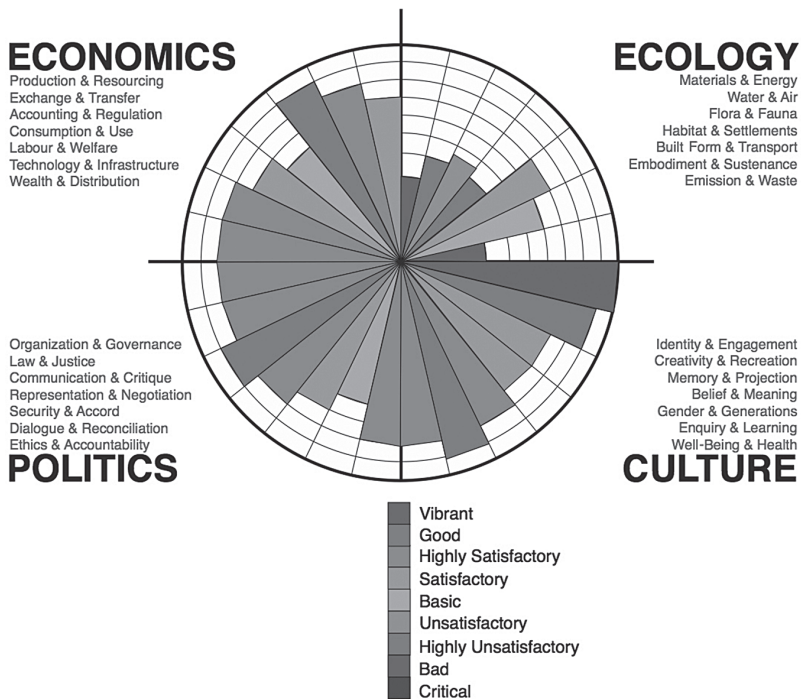 ECONOMICS
Production & Resourcing
Exchange & Transfer
Accounting & Regulation
Consumption & Use
Labour & Welfare
Technology & Infrastructure
Wealth & Distribution
ECOLOGY
Materials & Energy
Water & Air
Flora & Fauna
Habitat & Settlements
Built Form & Transport
Embodiment & Sustenance
Emission & Waste
Organization & Governance
Law & Justice
Communication & Critique
Representation & Negotiation
Security & Accord
Dialogue & Reconciliation
Ethics & Accountability
POLITICS
Identity & Engagement
Creativity & Recreation
Memory & Projection
Belief & Meaning
Gender & Generations
Enquiry & Learning
Well-Being & Health
CULTURE
Vibrant
Good
Highly Satisfactory
Satisfactory
Basic
Unsatisfactory
Highly Unsatisfactory
Bad
Critical